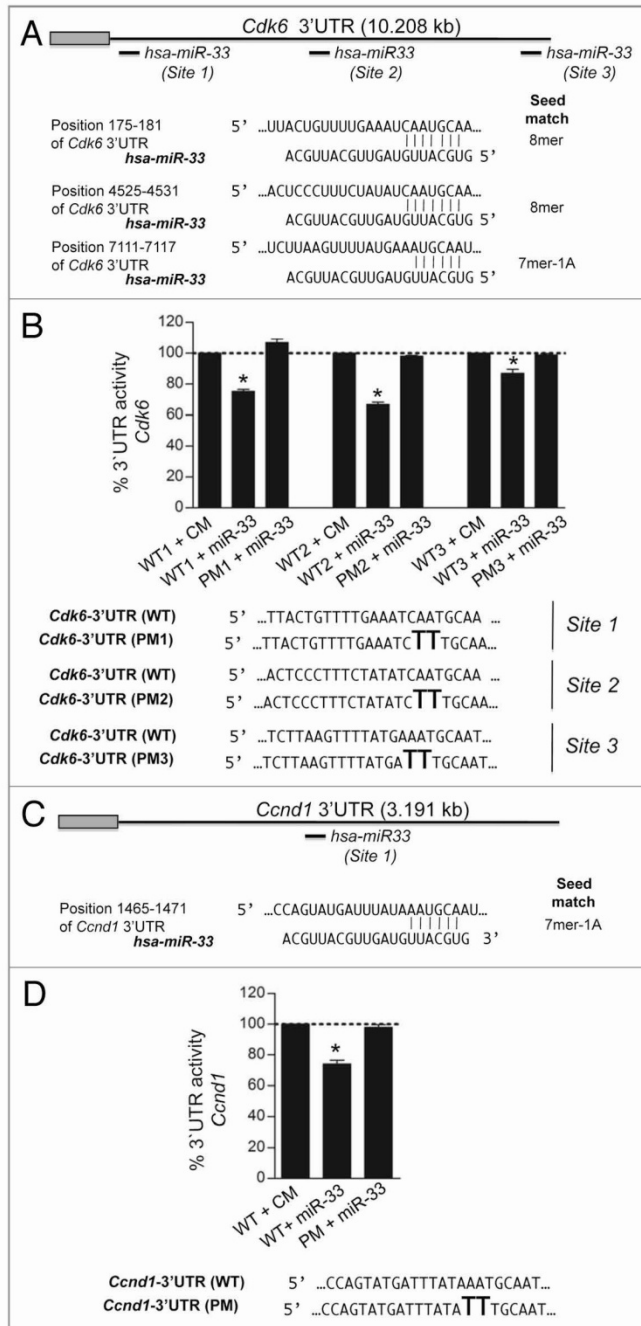 A
Cdk6 3'UTR (10.208 kb)
hsa-miR-33 hsa-miR33 hsa-miR-33
(Site 1) (Site 2) (Site 3)
Seed
match
Position 175-181 5' …UUACUGUUUUGAAAUCAAUGCAA…
of Cdk6 3'UTR 8mer
hsa-miR-33 ACGUUACGUUGAUGUUACGUG 5'
Position 4525-4531 5' …ACUCCCUUUCUAUAUCAAUGCAA…
of Cdk6 3'UTR 8mer
hsa-miR-33 ACGUUACGUUGAUGUUACGUG 5'
Position 7111-7117 5' …UCUUAAGUUUUAUGAAAUGCAAU…
of Cdk6 3'UTR 7mer-1A
hsa-miR-33 ACGUUACGUUGAUGUUACGUG 5'
B
% 3`UTR activity
Cdk6
120
100
80
60
40
20
0
* * *
WT1 + CM
WT1 + miR-33
PM1 + miR-33
WT2 + CM
WT2 + miR-33
PM2 + miR-33
WT3 + CM
WT3 + miR-33
PM3 + miR-33
Cdk6-3'UTR (WT) 5' …TTACTGTTTTGAAATCAATGCAA …
Cdk6-3'UTR (PM1) 5' …TTACTGTTTTGAAATCTTTGCAA…
Site 1
Cdk6-3'UTR (WT) 5' …ACTCCCTTTCTATATCAATGCAA …
Cdk6-3'UTR (PM2) 5' …ACTCCCTTTCTATATCTTTGCAA…
Site 2
Cdk6-3'UTR (WT) 5' …TCTTAAGTTTTATGAAATGCAAT…
Cdk6-3'UTR (PM3) 5' …TCTTAAGTTTTATGATTTGCAAT…
Site 3
C
Ccnd1 3'UTR (3.191 kb)
hsa-miR33
(Site 1)
Seed
match
Position 1465-1471 5' …CCAGUAUGAUUUAUAAAUGCAAU…
of Ccnd1 3'UTR 7mer-1A
hsa-miR-33 ACGUUACGUUGAUGUUACGUG 3'
D
% 3`UTR activity
Ccnd1
120
100
80
60
40
20
0
*
WT + CM
WT+ miR-33
PM + miR-33
Ccnd1-3'UTR (WT) 5' …CCAGTATGATTTATAAATGCAAT…
Ccnd1-3'UTR (PM) 5' …CCAGTATGATTTATATTTGCAAT…